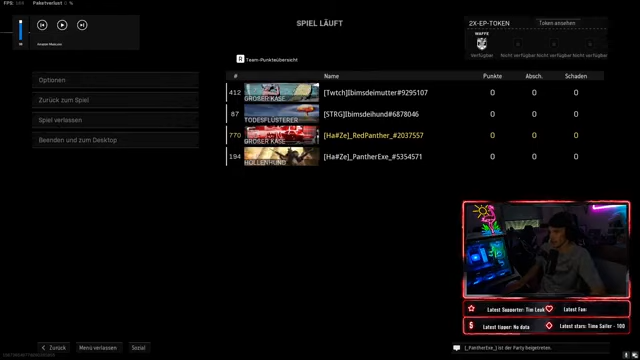 FPS:
Paketverlust 0 %
SPIEL LÄUFT
2X-EP-TOKEN
Token ansehen
WAFFE
Verfügbar
Nicht verfügbar
Nicht verfügbar
Nicht verfügbar
R Team-Punkteübersicht
# Name Punkte Absch. Schaden
412 GROßER KÄSE [Twtch]Ibimsdeimutter#9295107 0 0 0
87 TODESFLÜSTERER [STRG]Ibimsdeihund#6878046 0 0 0
770 GROßER KÄSE [Ha#Ze]_RedPanther_#2037557 0 0 0
194 HÖLLENHUND [Ha#Ze]_PantherExe_#5354571 0 0 0
Optionen
Zurück zum Spiel
Spiel verlassen
Beenden und zum Desktop
Latest Supporter: Tim Leuk
Latest Fan:
Latest tipper: No data
Latest stars: Time Sailer - 100
Zurück
Menü verlassen
Sozial
[_PantherExe_] ist der Party beigetreten.